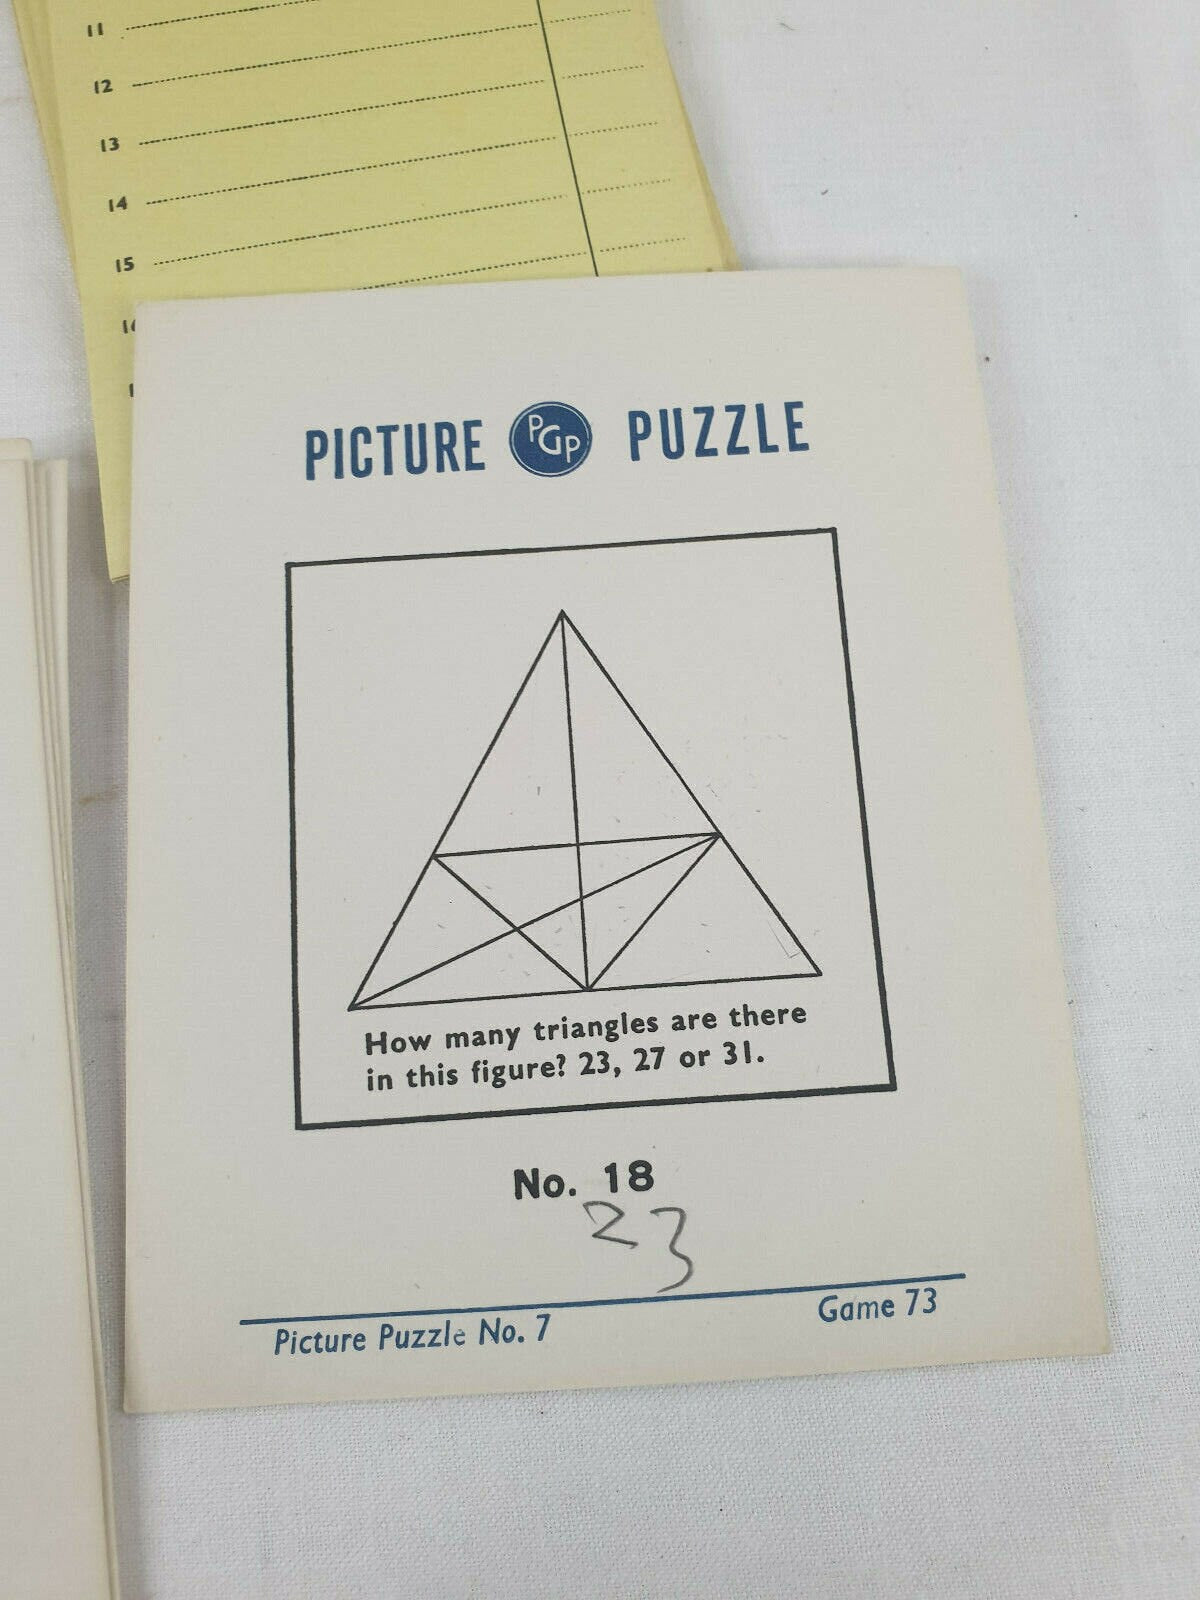 11
12
13
14
15
PICTURE PGP PUZZLE
How many triangles are there
in this figure? 23, 27 or 31.
No. 18
23
Picture Puzzle No. 7 Game 73